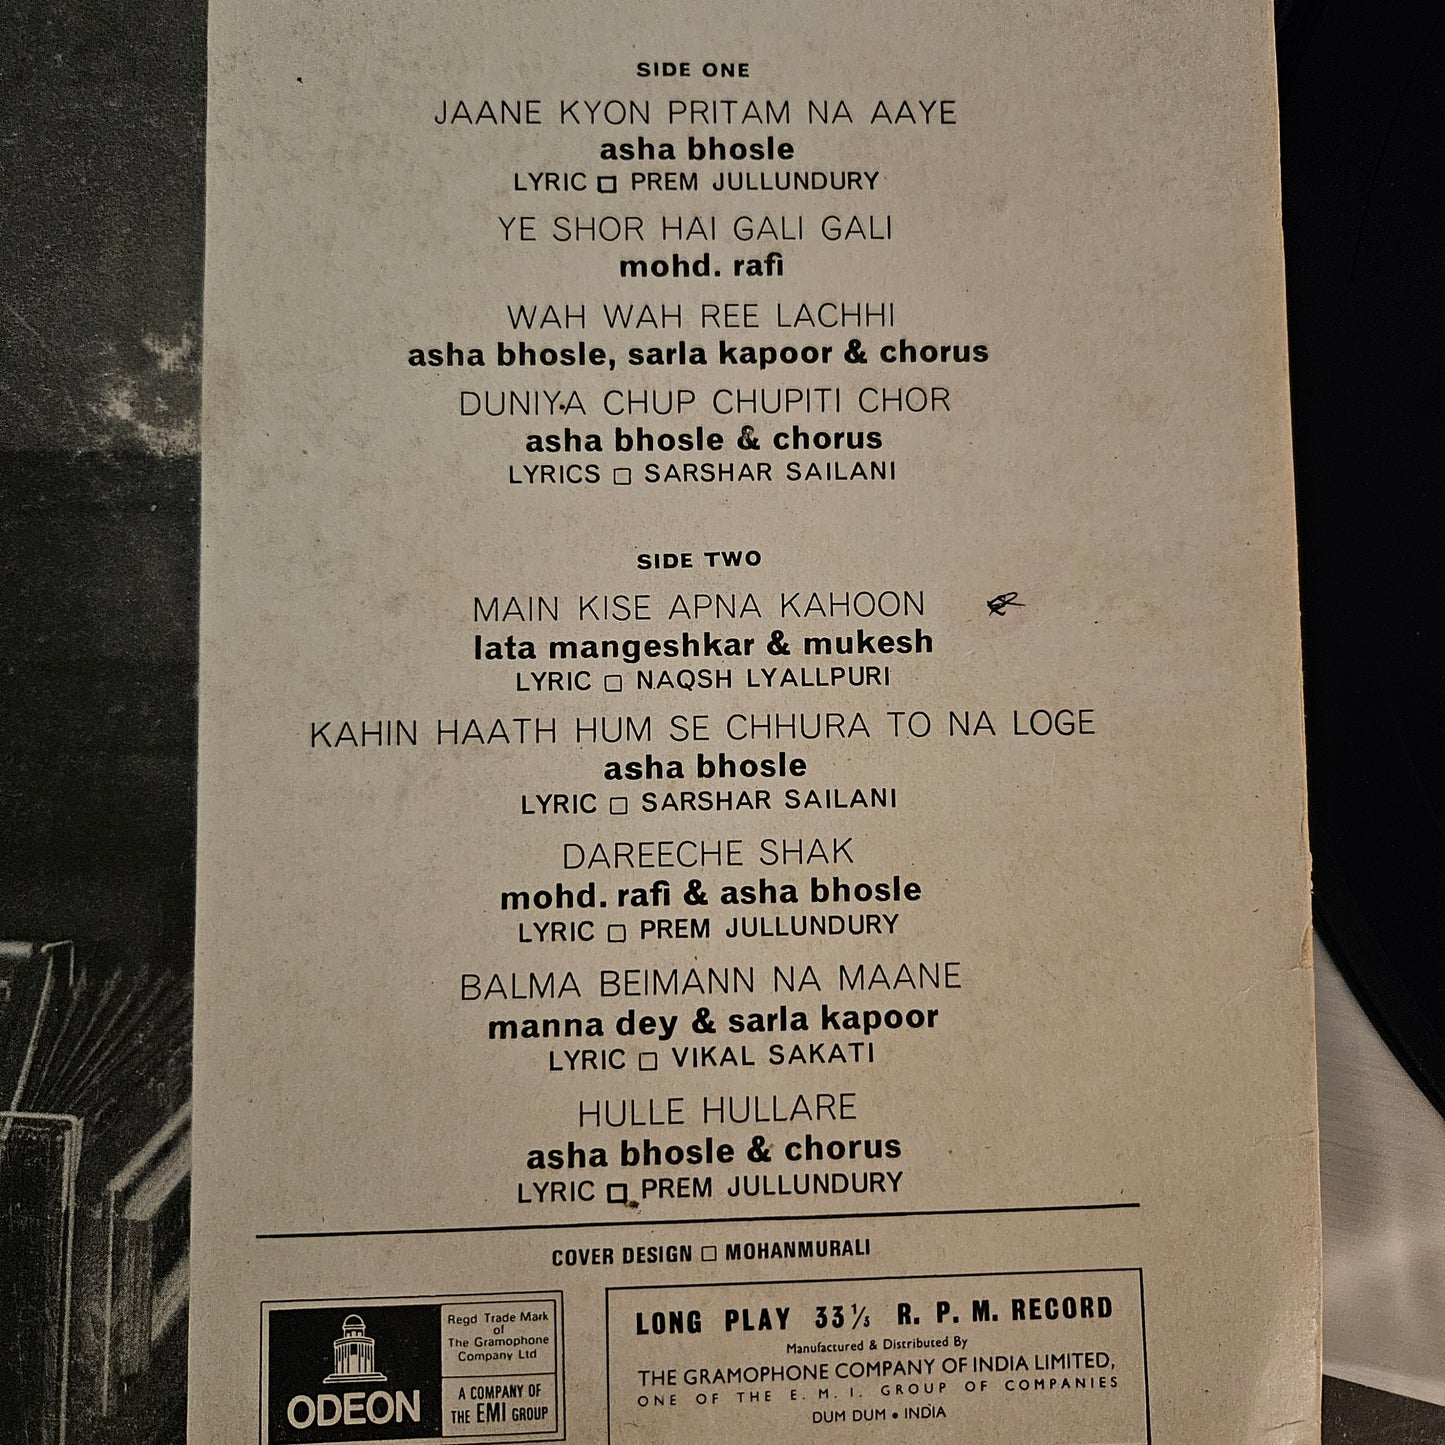 SIDE ONE
JAANE KYON PRITAM NA AAYE
asha bhosle
LYRIC □ PREM JULLUNDURY
YE SHOR HAI GALI GALI
mohd. rafi
WAH WAH REE LACHHI
asha bhosle, sarla kapoor & chorus
DUNIYA CHUP CHUPITI CHOR
asha bhosle & chorus
LYRICS □ SARSHAR SAILANI
SIDE TWO
MAIN KISE APNA KAHOON
lata mangeshkar & mukesh
LYRIC □ NAQSH LYALLPURI
KAHIN HAATH HUM SE CHHURA TO NA LOGE
asha bhosle
LYRIC □ SARSHAR SAILANI
DAREECHE SHAK
mohd. rafi & asha bhosle
LYRIC □ PREM JULLUNDURY
BALMA BEIMANN NA MAANE
manna dey & sarla kapoor
LYRIC □ VIKAL SAKATI
HULLE HULLARE
asha bhosle & chorus
LYRIC □ PREM JULLUNDURY
COVER DESIGN □ MOHANMURALI
ODEON
Regd Trade Mark
of
The Gramophone
Company Ltd
A COMPANY OF
THE EMI GROUP
LONG PLAY 33⅓ R. P. M. RECORD
Manufactured & Distributed By
THE GRAMOPHONE COMPANY OF INDIA LIMITED,
ONE OF THE E. M. I. GROUP OF COMPANIES
DUM DUM • INDIA